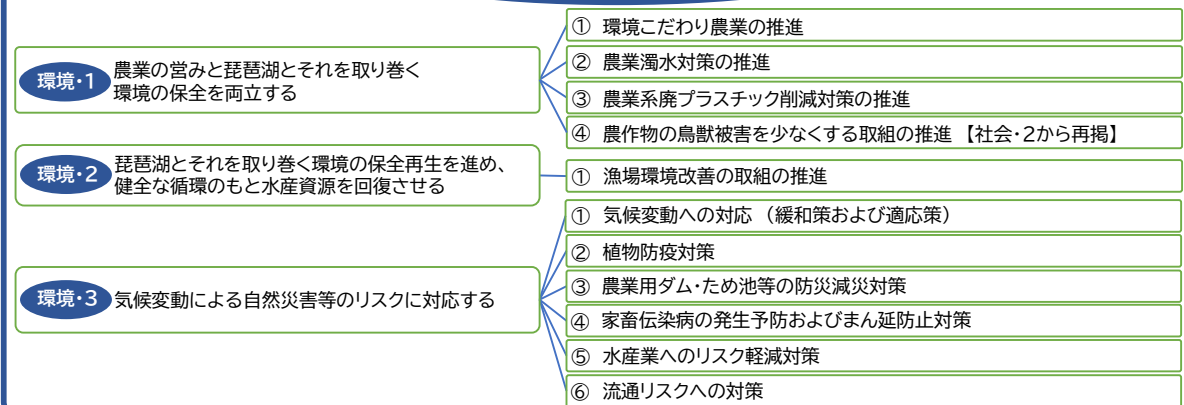 環境・1
農業の営みと琵琶湖とそれを取り巻く
環境の保全を両立する
① 環境こだわり農業の推進
② 農業濁水対策の推進
③ 農業系廃プラスチック削減対策の推進
④ 農作物の鳥獣被害を少なくする取組の推進 【社会・2から再掲】
環境・2
琵琶湖とそれを取り巻く環境の保全再生を進め、
健全な循環のもと水産資源を回復させる
① 漁場環境改善の取組の推進
環境・3
気候変動による自然災害等のリスクに対応する
① 気候変動への対応 （緩和策および適応策）
② 植物防疫対策
③ 農業用ダム・ため池等の防災減災対策
④ 家畜伝染病の発生予防およびまん延防止対策
⑤ 水産業へのリスク軽減対策
⑥ 流通リスクへの対策